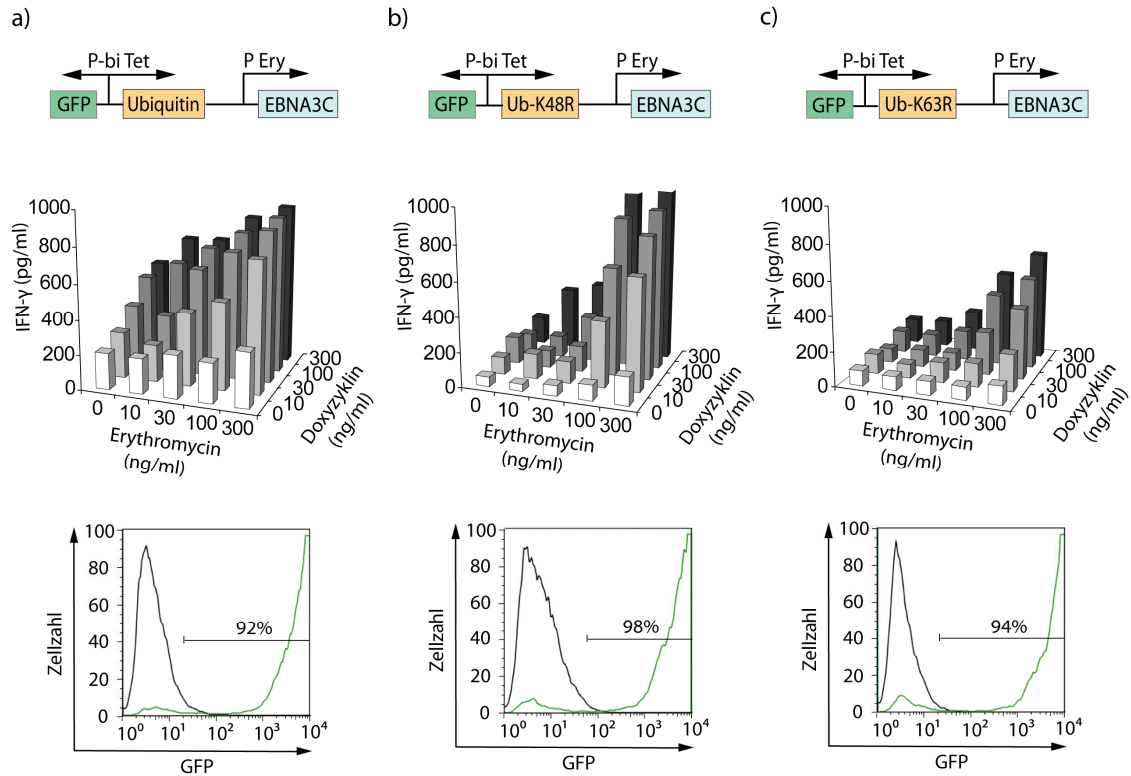 a)
P-bi Tet
P Ery
GFP
Ubiquitin
EBNA3C
IFN-γ (pg/ml)
1000
800
600
400
200
0
0
10
30
100
300
Erythromycin
(ng/ml)
0
10
30
100
300
Doxyzyklin
(ng/ml)
Zellzahl
100
80
60
40
20
0
92%
10⁰
10¹
10²
10³
10⁴
GFP
b)
P-bi Tet
P Ery
GFP
Ub-K48R
EBNA3C
IFN-γ (pg/ml)
1000
800
600
400
200
0
0
10
30
100
300
Erythromycin
(ng/ml)
0
10
30
100
300
Doxyzyklin
(ng/ml)
Zellzahl
100
80
60
40
20
0
98%
10⁰
10¹
10²
10³
10⁴
GFP
c)
P-bi Tet
P Ery
GFP
Ub-K63R
EBNA3C
IFN-γ (pg/ml)
1000
800
600
400
200
0
0
10
30
100
300
Erythromycin
(ng/ml)
0
10
30
100
300
Doxyzyklin
(ng/ml)
Zellzahl
100
80
60
40
20
0
94%
10⁰
10¹
10²
10³
10⁴
GFP